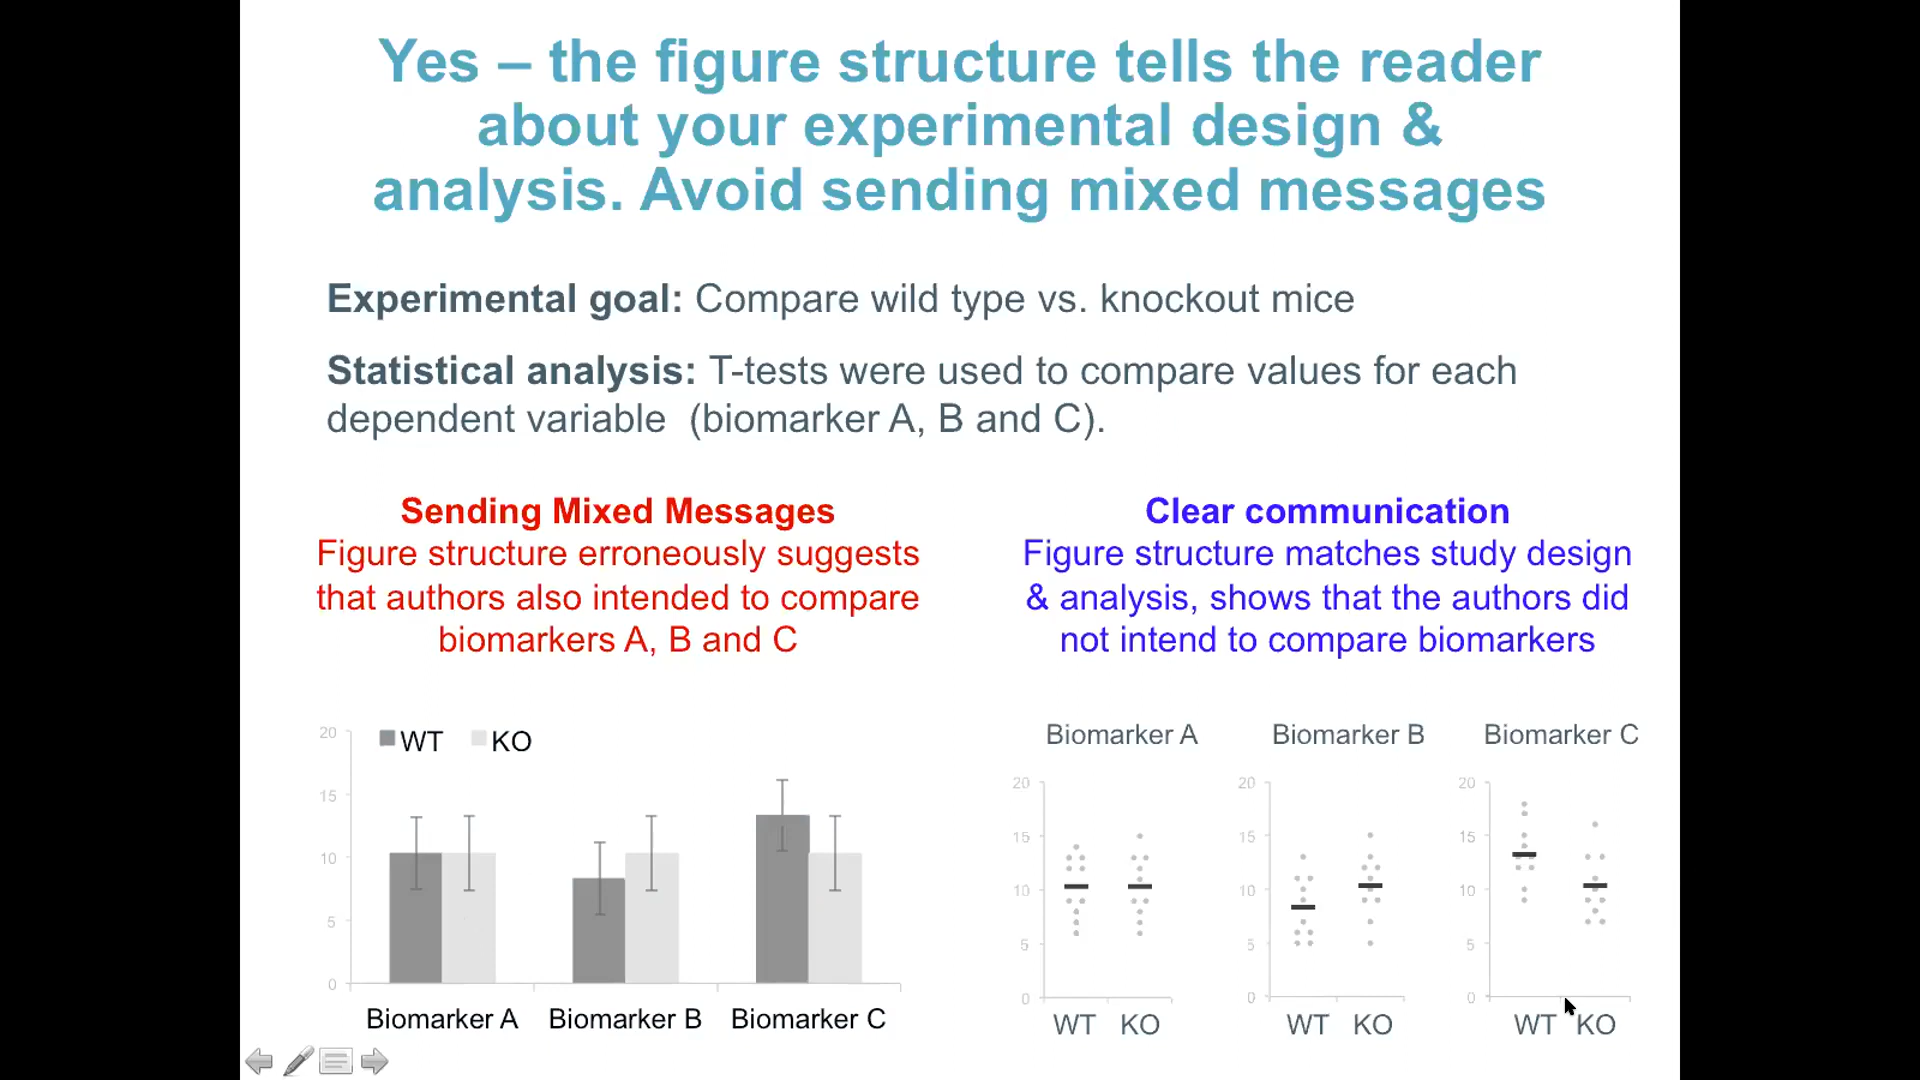 Yes – the figure structure tells the reader
about your experimental design &
analysis. Avoid sending mixed messages
Experimental goal: Compare wild type vs. knockout mice
Statistical analysis: T-tests were used to compare values for each
dependent variable (biomarker A, B and C).
Sending Mixed Messages
Figure structure erroneously suggests
that authors also intended to compare
biomarkers A, B and C
20
15
10
5
0
WT KO
Biomarker A Biomarker B Biomarker C
Clear communication
Figure structure matches study design
& analysis, shows that the authors did
not intend to compare biomarkers
Biomarker A
20
15
10
5
0
WT KO
Biomarker B
20
15
10
5
0
WT KO
Biomarker C
20
15
10
5
0
WT KO